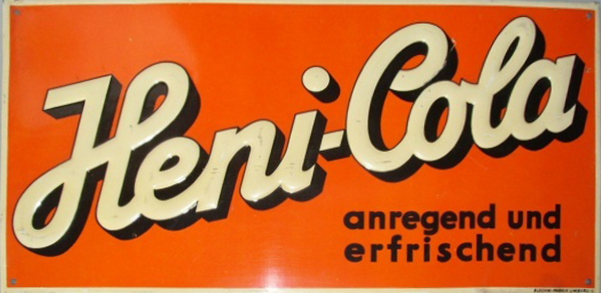 Heni-Cola
anregend und
erfrischend